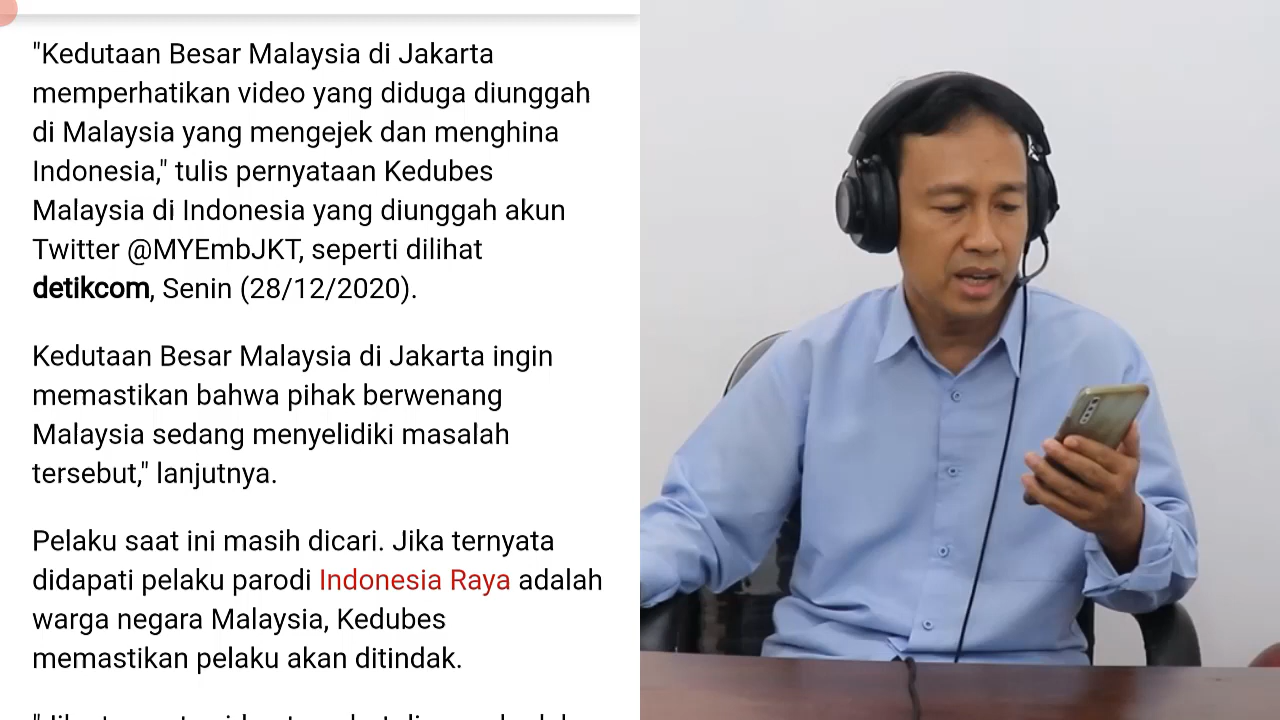 "Kedutaan Besar Malaysia di Jakarta
memperhatikan video yang diduga diunggah
di Malaysia yang mengejek dan menghina
Indonesia," tulis pernyataan Kedubes
Malaysia di Indonesia yang diunggah akun
Twitter @MYEmbJKT, seperti dilihat
detikcom, Senin (28/12/2020).
Kedutaan Besar Malaysia di Jakarta ingin
memastikan bahwa pihak berwenang
Malaysia sedang menyelidiki masalah
tersebut," lanjutnya.
Pelaku saat ini masih dicari. Jika ternyata
didapati pelaku parodi Indonesia Raya adalah
warga negara Malaysia, Kedubes
memastikan pelaku akan ditindak.